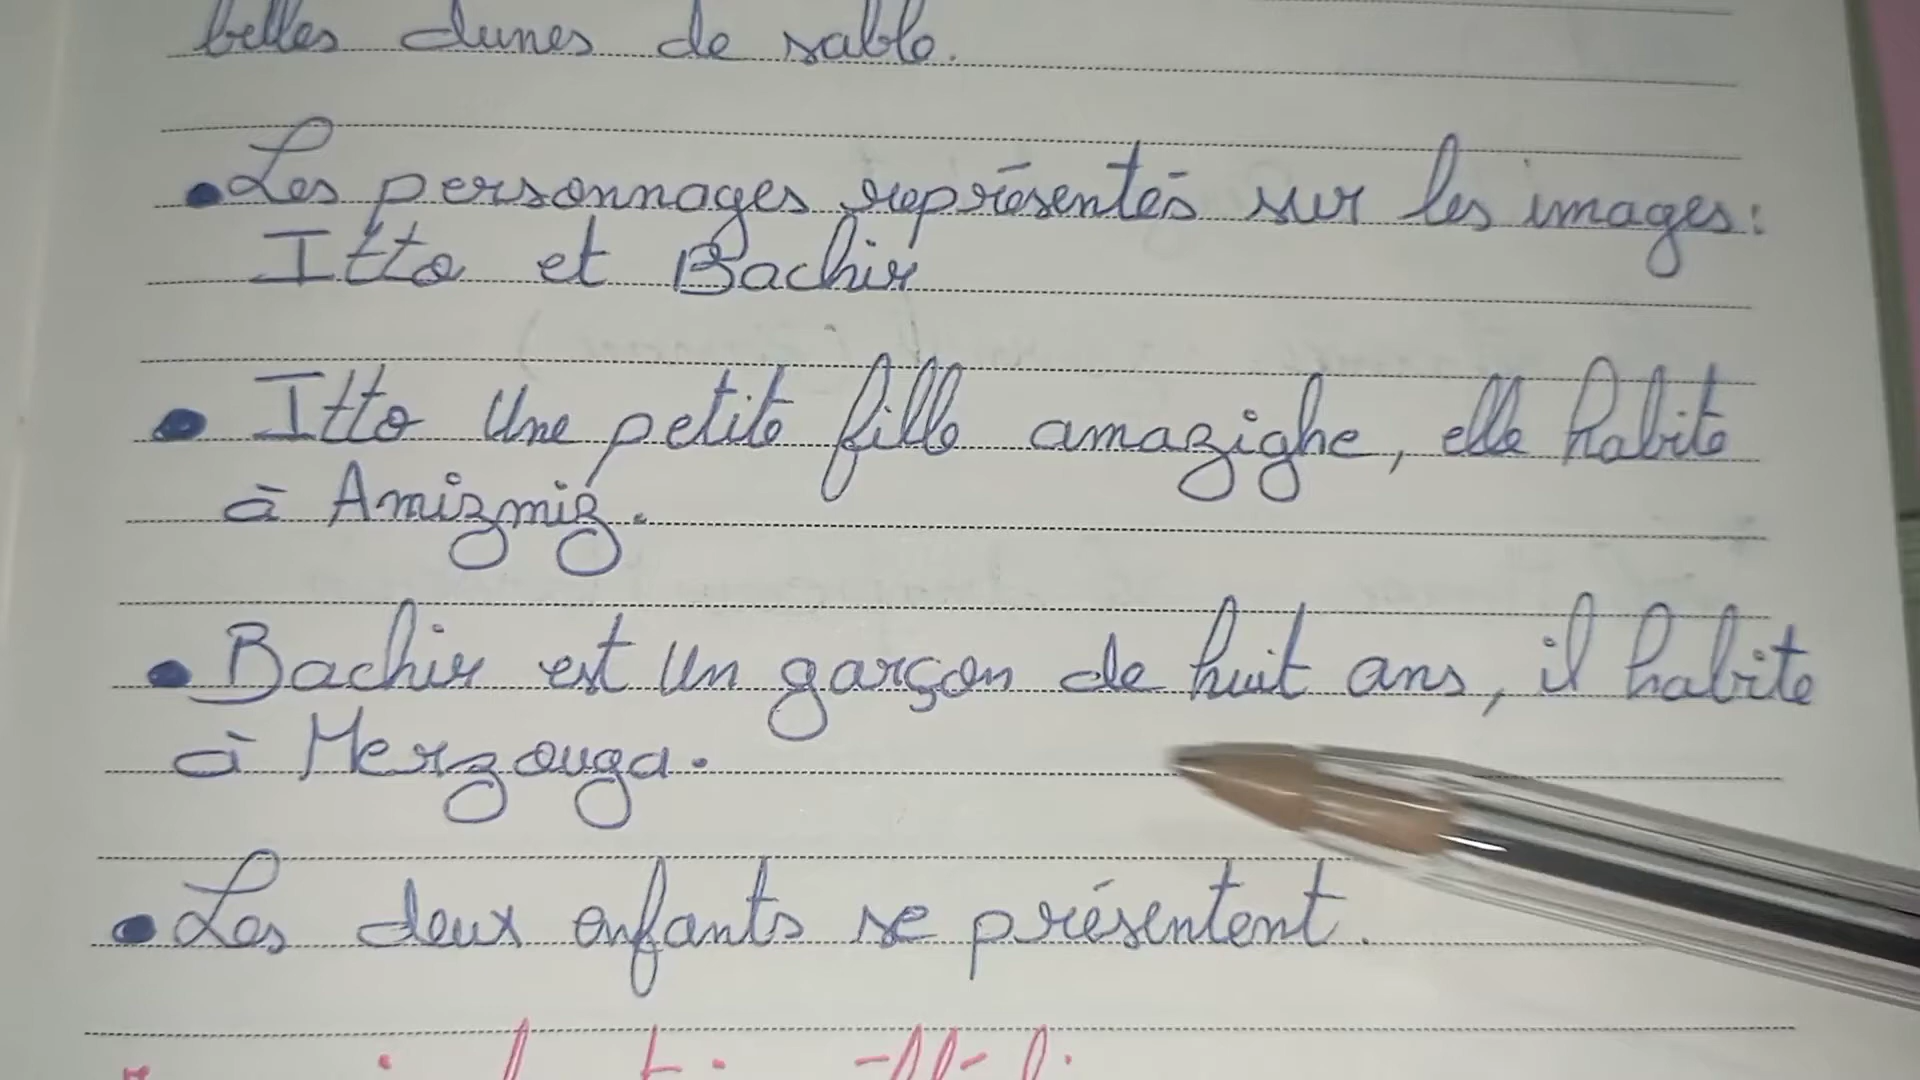 belles dunes de sable.
• Les personnages représentés sur les images:
Itto et Bachir
• Itto Une petite fille amazighe, elle habite
à Amizmiz.
• Bachir est un garçon de huit ans, il habite
à Merzouga.
• Les deux enfants se présentent.